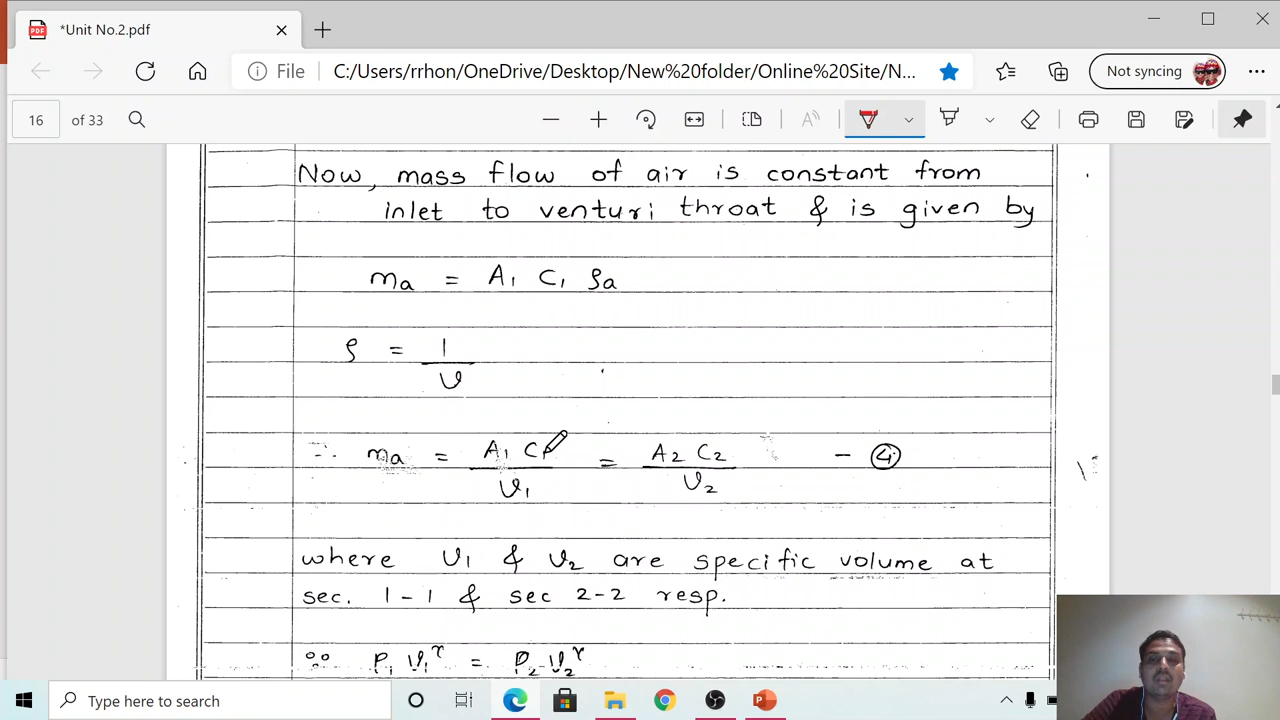 *Unit No.2.pdf
File C:/Users/rrhon/OneDrive/Desktop/New%20folder/Online%20Site/N... Not syncing
16 of 33
Now, mass flow of air is constant from
inlet to venturi throat & is given by
ma = A1 C1 ρa
ρ = 1/v
∴ ma = A1 C1/v1 = A2 C2/v2 - ④
where v1 & v2 are specific volume at
sec. 1-1 & sec 2-2 resp.
∵ P1 v1^γ = P2 v2^γ
Type here to search